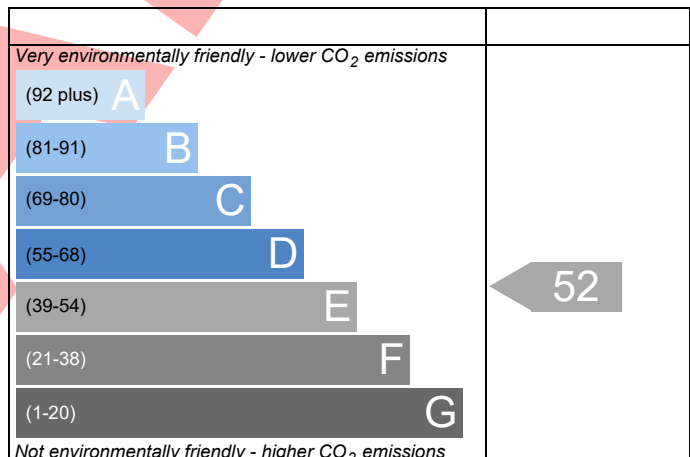 Very environmentally friendly - lower CO2 emissions
(92 plus) A
(81-91) B
(69-80) C
(55-68) D
(39-54) E
52
(21-38) F
(1-20) G
Not environmentally friendly - higher CO2 emissions